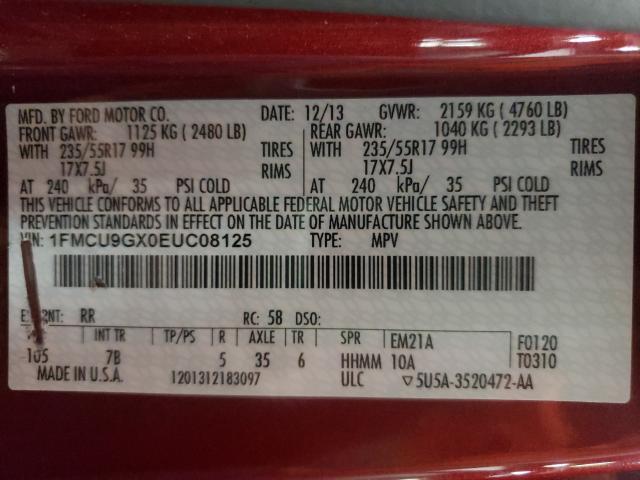 MFD. BY FORD MOTOR CO. DATE: 12/13 GVWR: 2159 KG ( 4760 LB)
FRONT GAWR: 1125 KG ( 2480 LB) REAR GAWR: 1040 KG ( 2293 LB)
WITH 235/55R17 99H TIRES WITH 235/55R17 99H TIRES
17X7.5J RIMS 17X7.5J RIMS
AT 240 kPa/ 35 PSI COLD AT 240 kPa/ 35 PSI COLD
THIS VEHICLE CONFORMS TO ALL APPLICABLE FEDERAL MOTOR VEHICLE SAFETY AND THEFT
PREVENTION STANDARDS IN EFFECT ON THE DATE OF MANUFACTURE SHOWN ABOVE.
VIN: 1FMCU9GX0EUC08125 TYPE: MPV
RR RC: 58 DSO:
INT TR TP/PS R AXLE TR SPR EM21A F0120
105 7B 5 35 6 HHMM 10A T0310
MADE IN U.S.A. 1201312183097 ULC ▽5U5A-3520472-AA